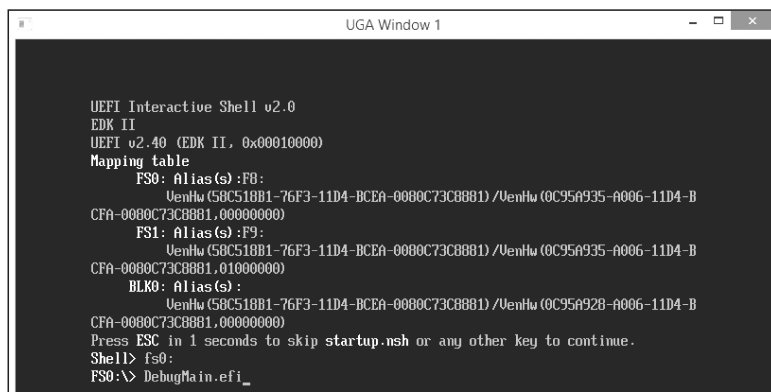 UGA Window 1
UEFI Interactive Shell v2.0
EDK II
UEFI v2.40 (EDK II, 0x00010000)
Mapping table
FS0: Alias(s):F8:
VenHw(58C518B1-76F3-11D4-BCEA-0080C73C8881)/VenHw(0C95A935-A006-11D4-B
CFA-0080C73C8881,00000000)
FS1: Alias(s):F9:
VenHw(58C518B1-76F3-11D4-BCEA-0080C73C8881)/VenHw(0C95A935-A006-11D4-B
CFA-0080C73C8881,01000000)
BLK0: Alias(s):
VenHw(58C518B1-76F3-11D4-BCEA-0080C73C8881)/VenHw(0C95A928-A006-11D4-B
CFA-0080C73C8881,00000000)
Press ESC in 1 seconds to skip startup.nsh or any other key to continue.
Shell> fs0:
FS0:\> DebugMain.efi_